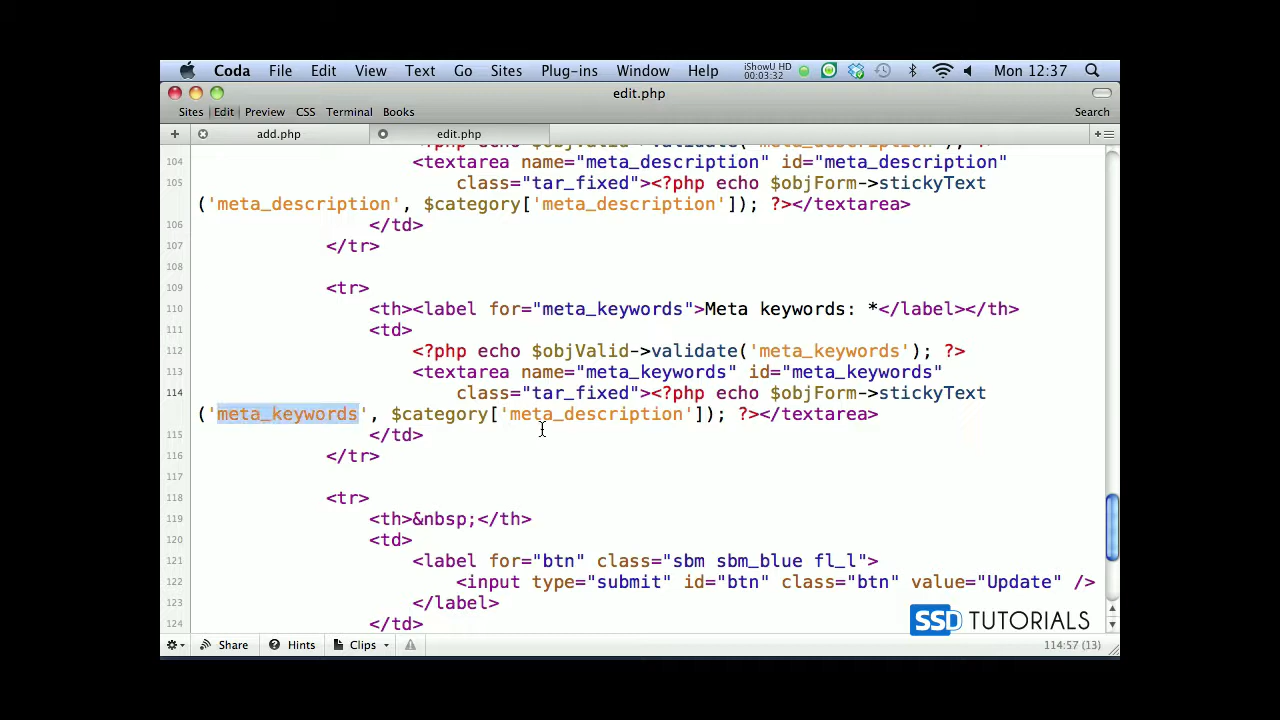 Coda File Edit View Text Go Sites Plug-ins Window Help iShowU HD 00:03:32 Mon 12:37
edit.php
Sites Edit Preview CSS Terminal Books Search
add.php edit.php
<?php echo $objValid->validate('meta_description'); ?>
104 <textarea name="meta_description" id="meta_description"
105 class="tar_fixed"><?php echo $objForm->stickyText
('meta_description', $category['meta_description']); ?></textarea>
106 </td>
107 </tr>
108
109 <tr>
110 <th><label for="meta_keywords">Meta keywords: *</label></th>
111 <td>
112 <?php echo $objValid->validate('meta_keywords'); ?>
113 <textarea name="meta_keywords" id="meta_keywords"
114 class="tar_fixed"><?php echo $objForm->stickyText
('meta_keywords', $category['meta_description']); ?></textarea>
115 </td>
116 </tr>
117
118 <tr>
119 <th>&nbsp;</th>
120 <td>
121 <label for="btn" class="sbm sbm_blue fl_l">
122 <input type="submit" id="btn" class="btn" value="Update" />
123 </label>
124 </td>
SSD TUTORIALS
Share Hints Clips 114:57 (13)